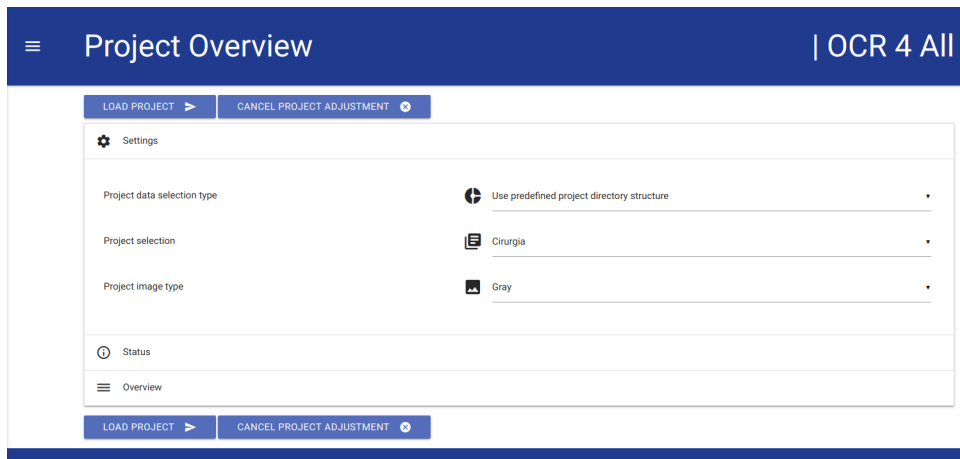 Project Overview | OCR 4 All
LOAD PROJECT CANCEL PROJECT ADJUSTMENT
Settings
Project data selection type Use predefined project directory structure
Project selection Cirurgia
Project image type Gray
Status
Overview
LOAD PROJECT CANCEL PROJECT ADJUSTMENT